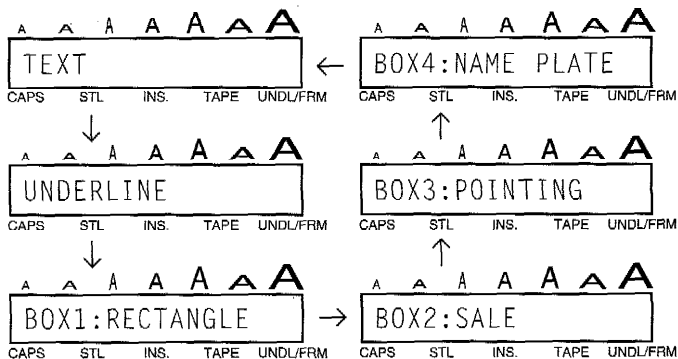 A A A A A A A
TEXT
CAPS STL INS. TAPE UNDL/FRM
A A A A A A A
BOX4:NAME PLATE
CAPS STL INS. TAPE UNDL/FRM
A A A A A A A
UNDERLINE
CAPS STL INS. TAPE UNDL/FRM
A A A A A A A
BOX3:POINTING
CAPS STL INS. TAPE UNDL/FRM
A A A A A A A
BOX1:RECTANGLE
CAPS STL INS. TAPE UNDL/FRM
A A A A A A A
BOX2:SALE
CAPS STL INS. TAPE UNDL/FRM